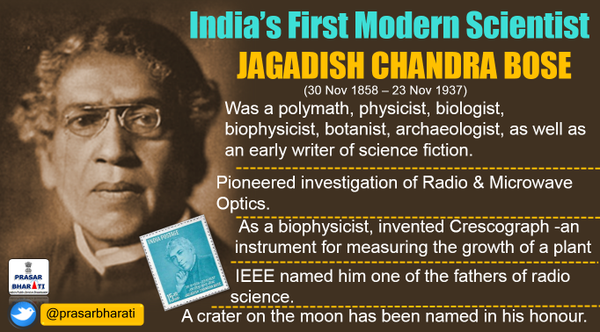 India's First Modern Scientist
JAGADISH CHANDRA BOSE
(30 Nov 1858 – 23 Nov 1937)
Was a polymath, physicist, biologist,
biophysicist, botanist, archaeologist, as well as
an early writer of science fiction.
Pioneered investigation of Radio & Microwave
Optics.
As a biophysicist, invented Crescograph -an
instrument for measuring the growth of a plant
IEEE named him one of the fathers of radio
science.
A crater on the moon has been named in his honour.
INDIA POSTAGE
PRASAR
BHARATI
@prasarbharati